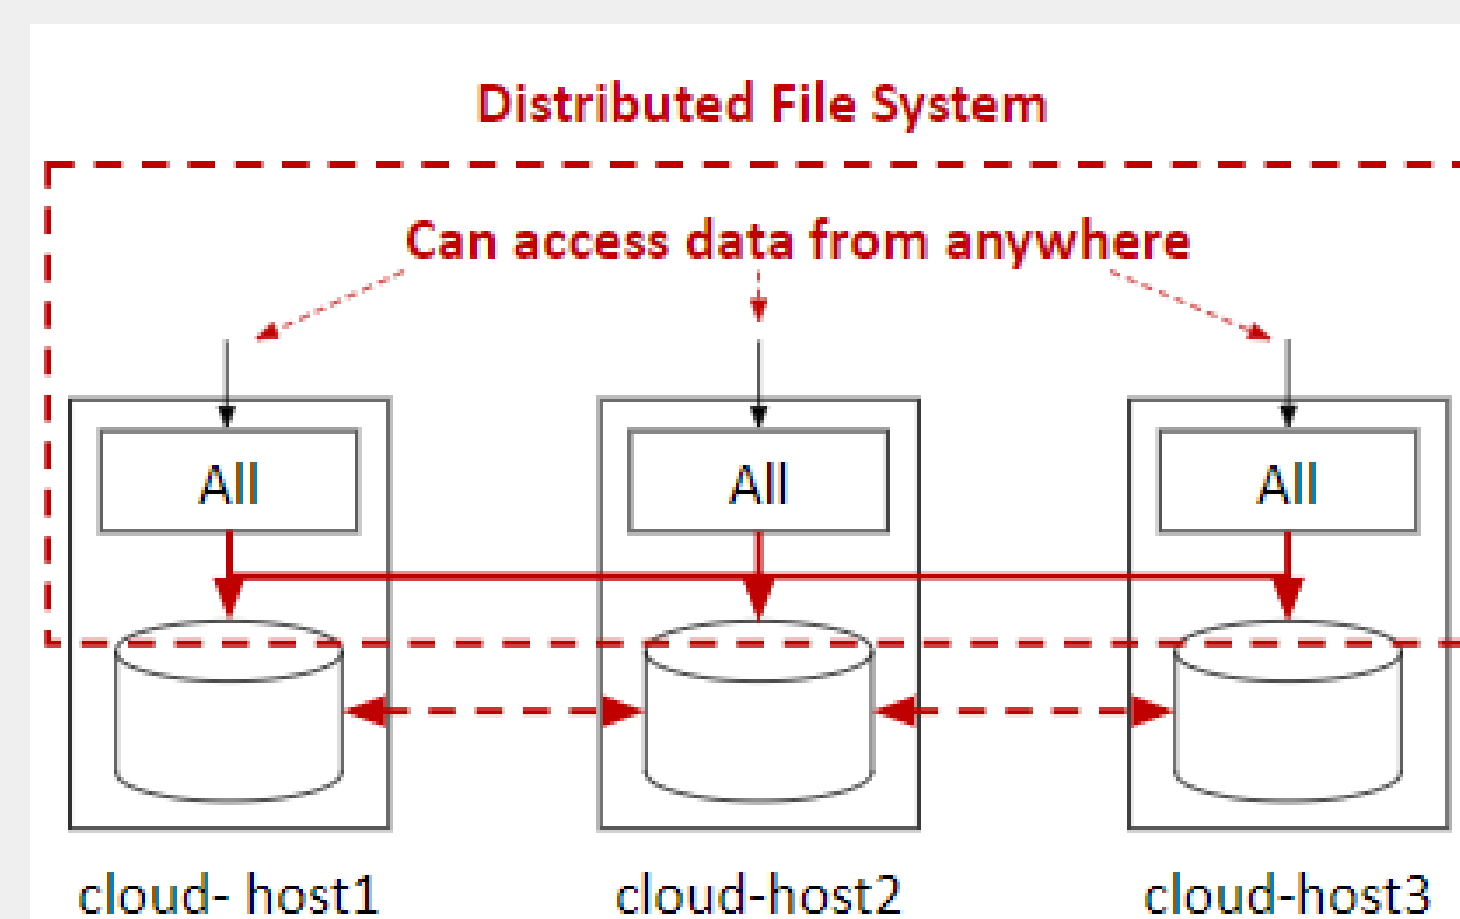 Distributed File System
Can access data from anywhere
All All All
cloud- host1 cloud-host2 cloud-host3